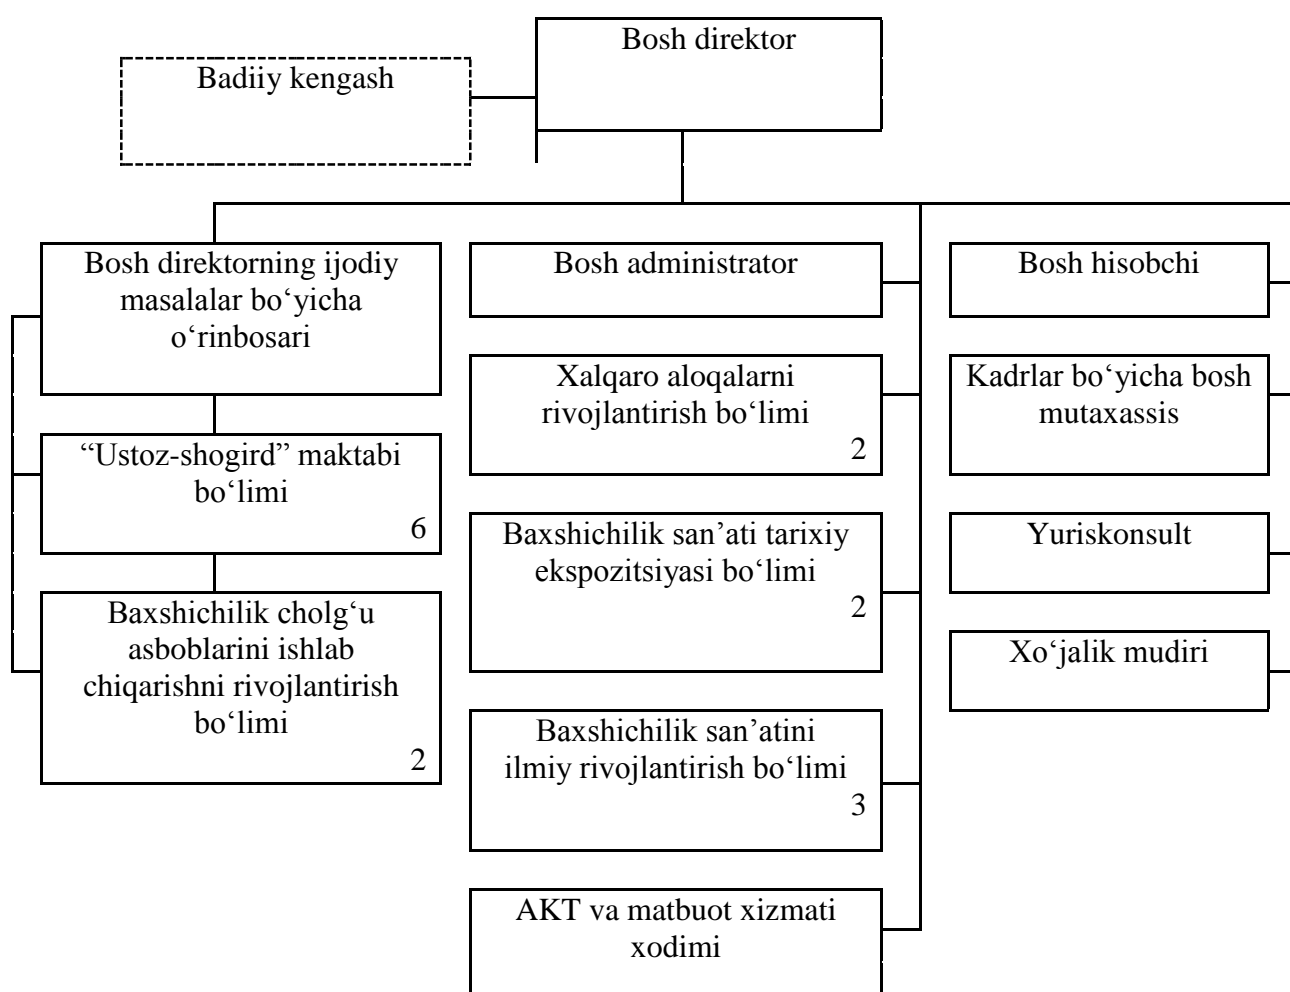 Bosh direktor
Badiiy kengash
Bosh direktorning ijodiy
masalalar bo‘yicha
o‘rinbosari
“Ustoz-shogird” maktabi
bo‘limi
6
Baxshichilik cholg‘u
asboblarini ishlab
chiqarishni rivojlantirish
bo‘limi
2
Bosh administrator
Xalqaro aloqalarni
rivojlantirish bo‘limi
2
Baxshichilik san’ati tarixiy
ekspozitsiyasi bo‘limi
2
Baxshichilik san’atini
ilmiy rivojlantirish bo‘limi
3
AKT va matbuot xizmati
xodimi
Bosh hisobchi
Kadrlar bo‘yicha bosh
mutaxassis
Yuriskonsult
Xo‘jalik mudiri